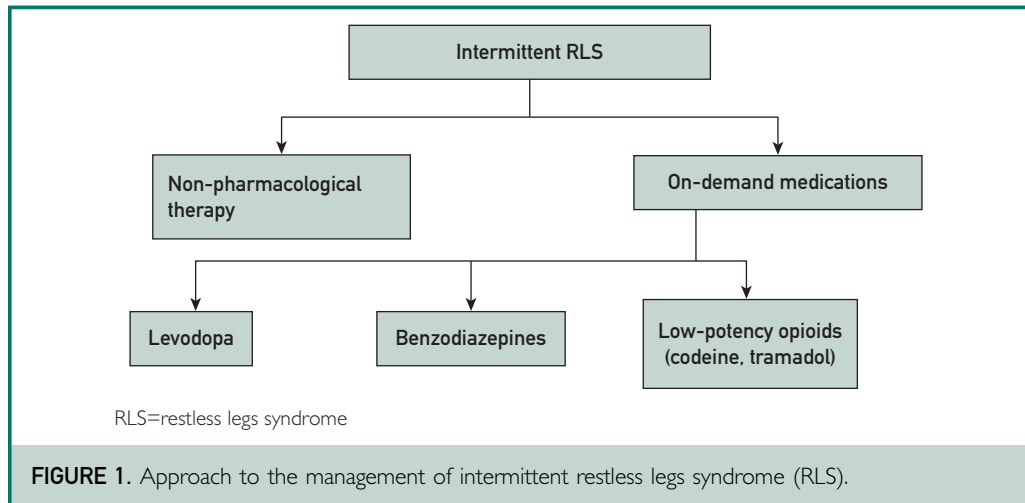 Intermittent RLS
Non-pharmacological
therapy
On-demand medications
Levodopa
Benzodiazepines
Low-potency opioids
(codeine, tramadol)
RLS=restless legs syndrome
FIGURE 1. Approach to the management of intermittent restless legs syndrome (RLS).